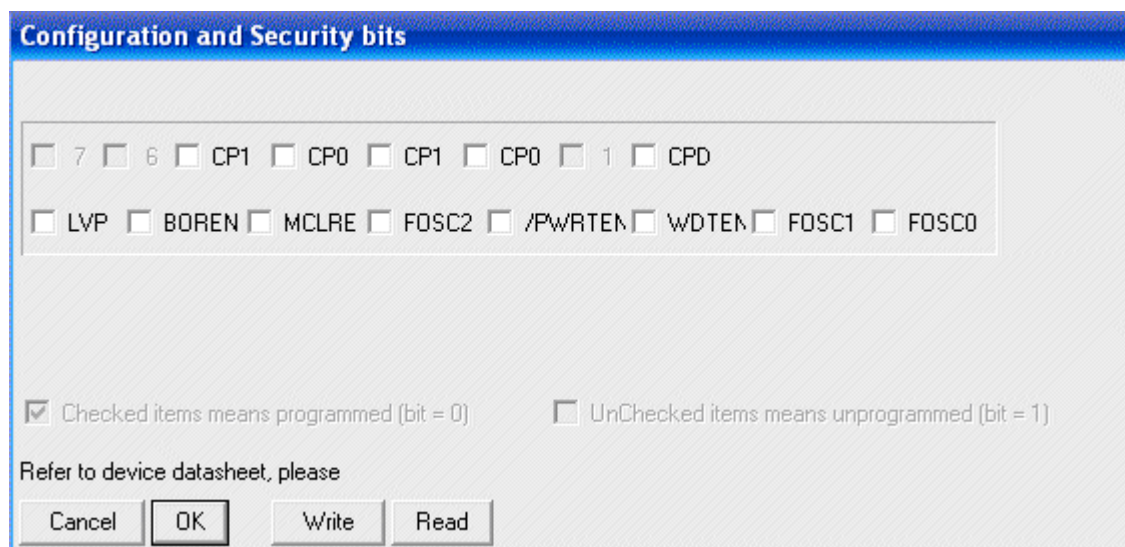 Configuration and Security bits
7 6 CP1 CP0 CP1 CP0 1 CPD
LVP BOREN MCLRE FOSC2 /PWRTEN WDTEN FOSC1 FOSC0
Checked items means programmed (bit = 0) UnChecked items means unprogrammed (bit = 1)
Refer to device datasheet, please
Cancel OK Write Read